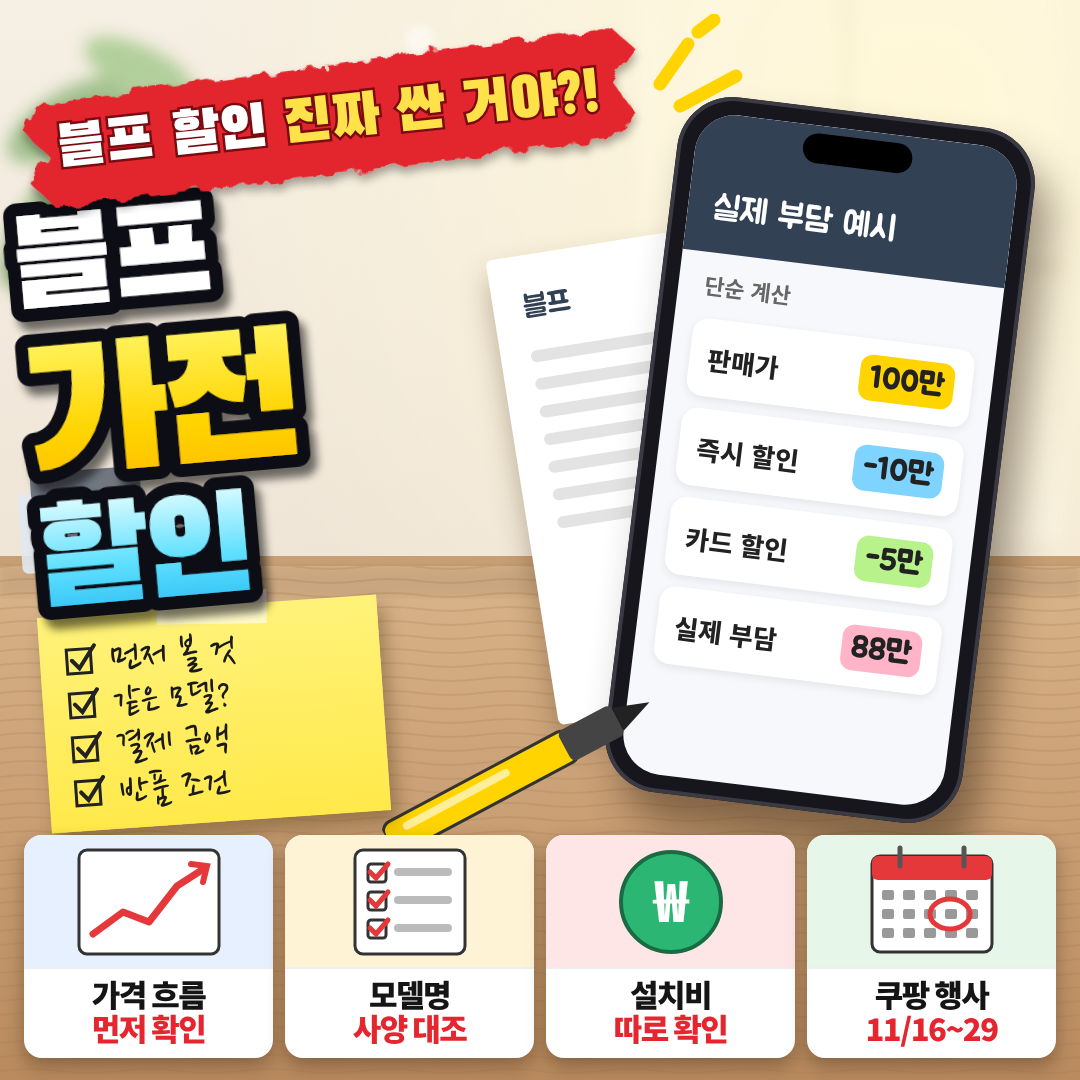 블프 할인 진짜 싼 거야?!
블프
가전
할인
먼저 볼 것
같은 모델?
결제 금액
반품 조건
블프
실제 부담 예시
단순 계산
판매가 100만
즉시 할인 -10만
카드 할인 -5만
실제 부담 88만
가격 흐름
먼저 확인
모델명
사양 대조
₩
설치비
따로 확인
쿠팡 행사
11/16~29